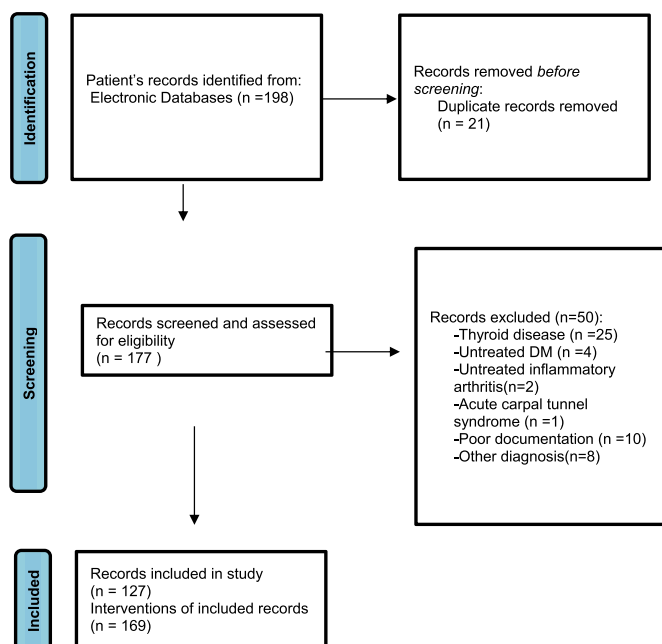 Identification
Patient's records identified from:
Electronic Databases (n =198)
Records removed before
screening:
Duplicate records removed
(n = 21)
Screening
Records screened and assessed
for eligibility
(n = 177 )
Records excluded (n=50):
-Thyroid disease (n =25)
-Untreated DM (n =4)
-Untreated inflammatory
arthritis(n=2)
-Acute carpal tunnel
syndrome (n =1)
-Poor documentation (n =10)
-Other diagnosis(n=8)
Included
Records included in study
(n = 127)
Interventions of included records
(n = 169)